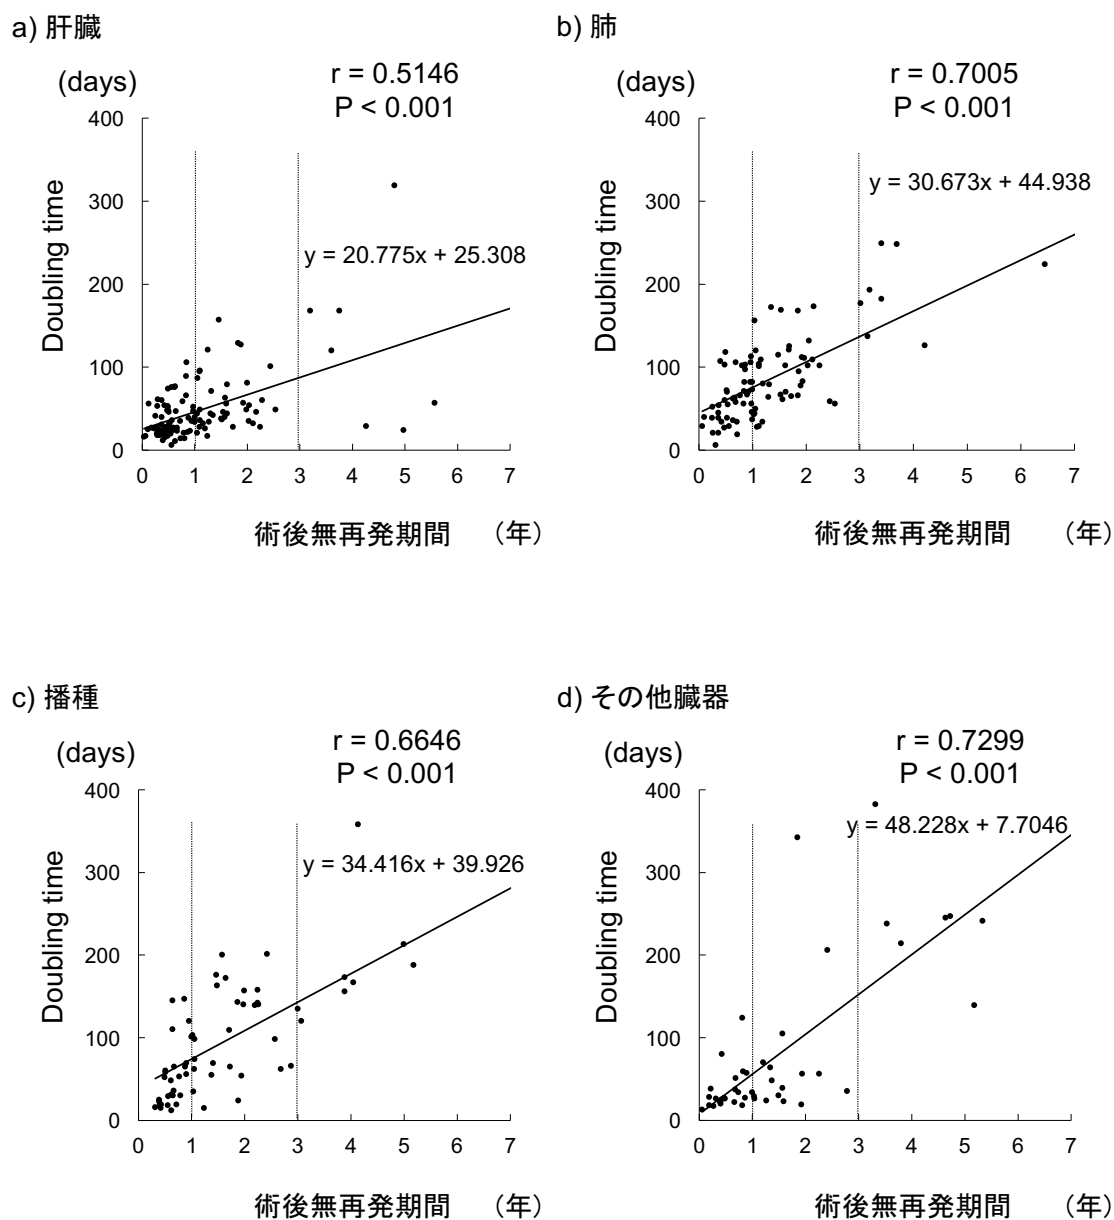 a) 肝臓
(days)
r = 0.5146
P < 0.001
Doubling time
400
300
200
100
0
y = 20.775x + 25.308
0 1 2 3 4 5 6 7
術後無再発期間 （年）
b) 肺
(days)
r = 0.7005
P < 0.001
Doubling time
400
300
200
100
0
y = 30.673x + 44.938
0 1 2 3 4 5 6 7
術後無再発期間 （年）
c) 播種
(days)
r = 0.6646
P < 0.001
Doubling time
400
300
200
100
0
y = 34.416x + 39.926
0 1 2 3 4 5 6 7
術後無再発期間 （年）
d) その他臓器
(days)
r = 0.7299
P < 0.001
Doubling time
400
300
200
100
0
y = 48.228x + 7.7046
0 1 2 3 4 5 6 7
術後無再発期間 （年）